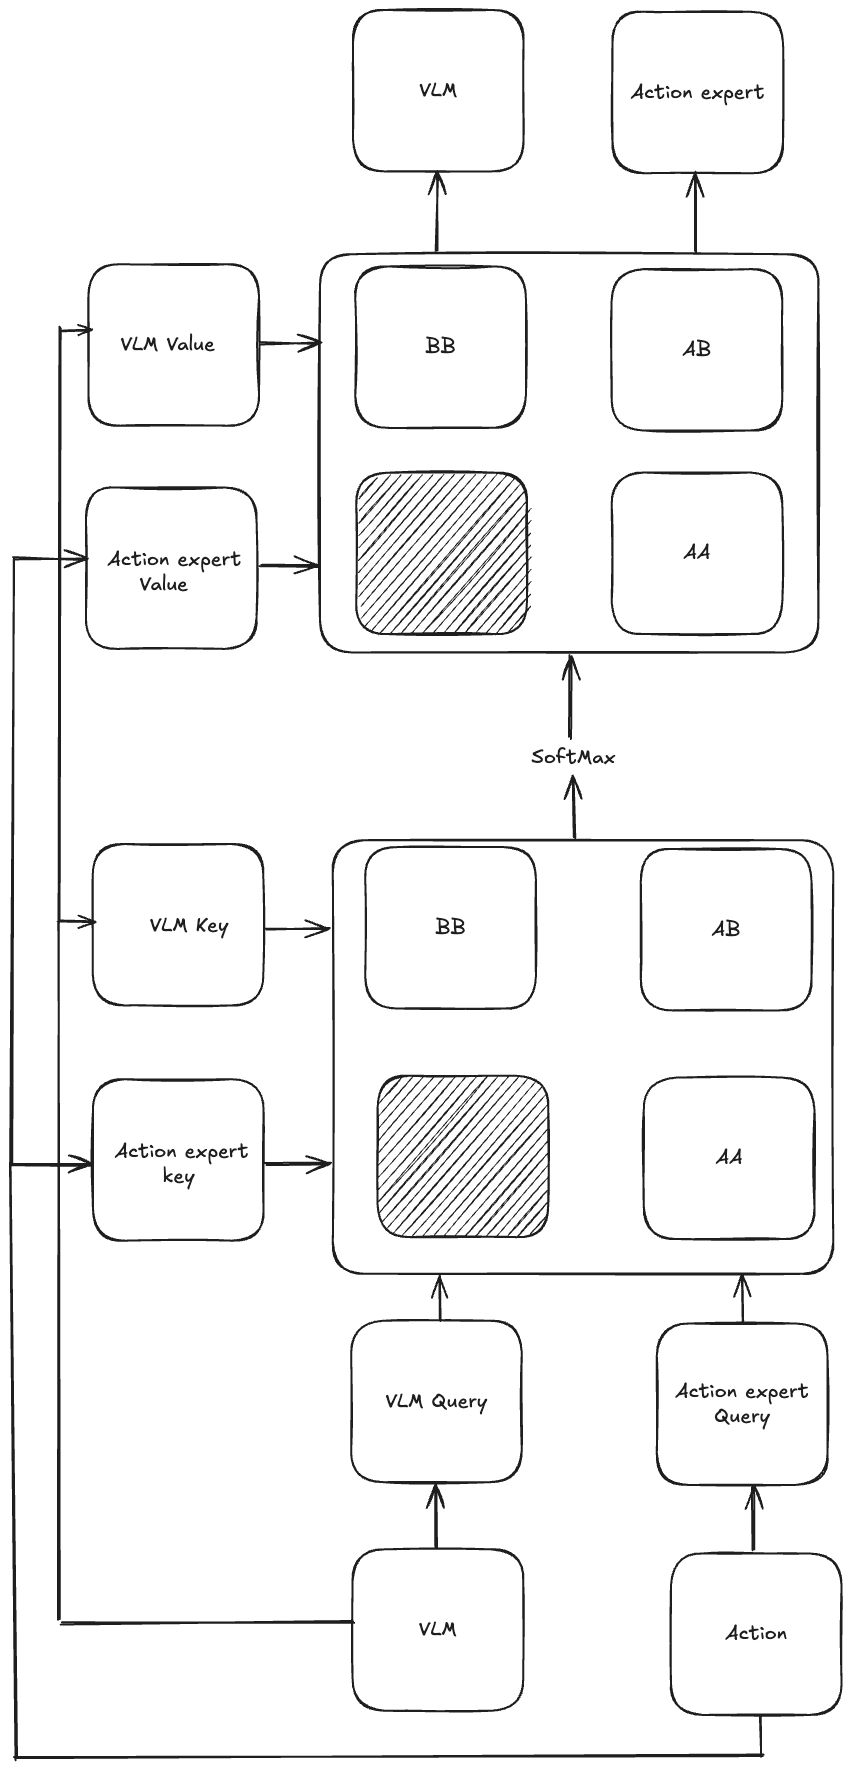 VLM
Action expert
VLM Value
BB
AB
Action expert
Value
AA
SoftMax
VLM Key
BB
AB
Action expert
key
AA
VLM Query
Action expert
Query
VLM
Action